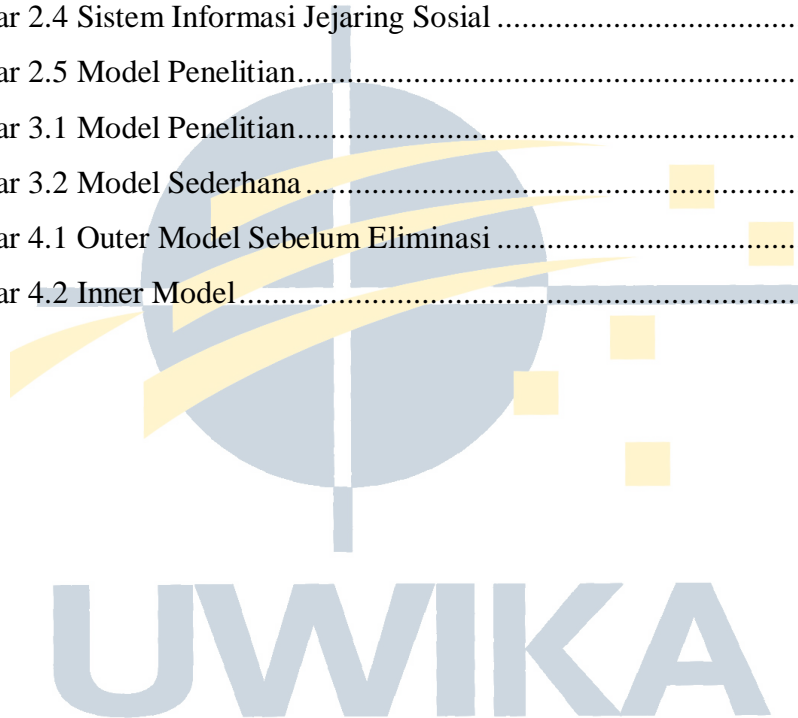 ar 2.4 Sistem Informasi Jejaring Sosial ........................................
ar 2.5 Model Penelitian.................................................................
ar 3.1 Model Penelitian.................................................................
ar 3.2 Model Sederhana................................................................
ar 4.1 Outer Model Sebelum Eliminasi ........................................
ar 4.2 Inner Model........................................................................
UWIKA